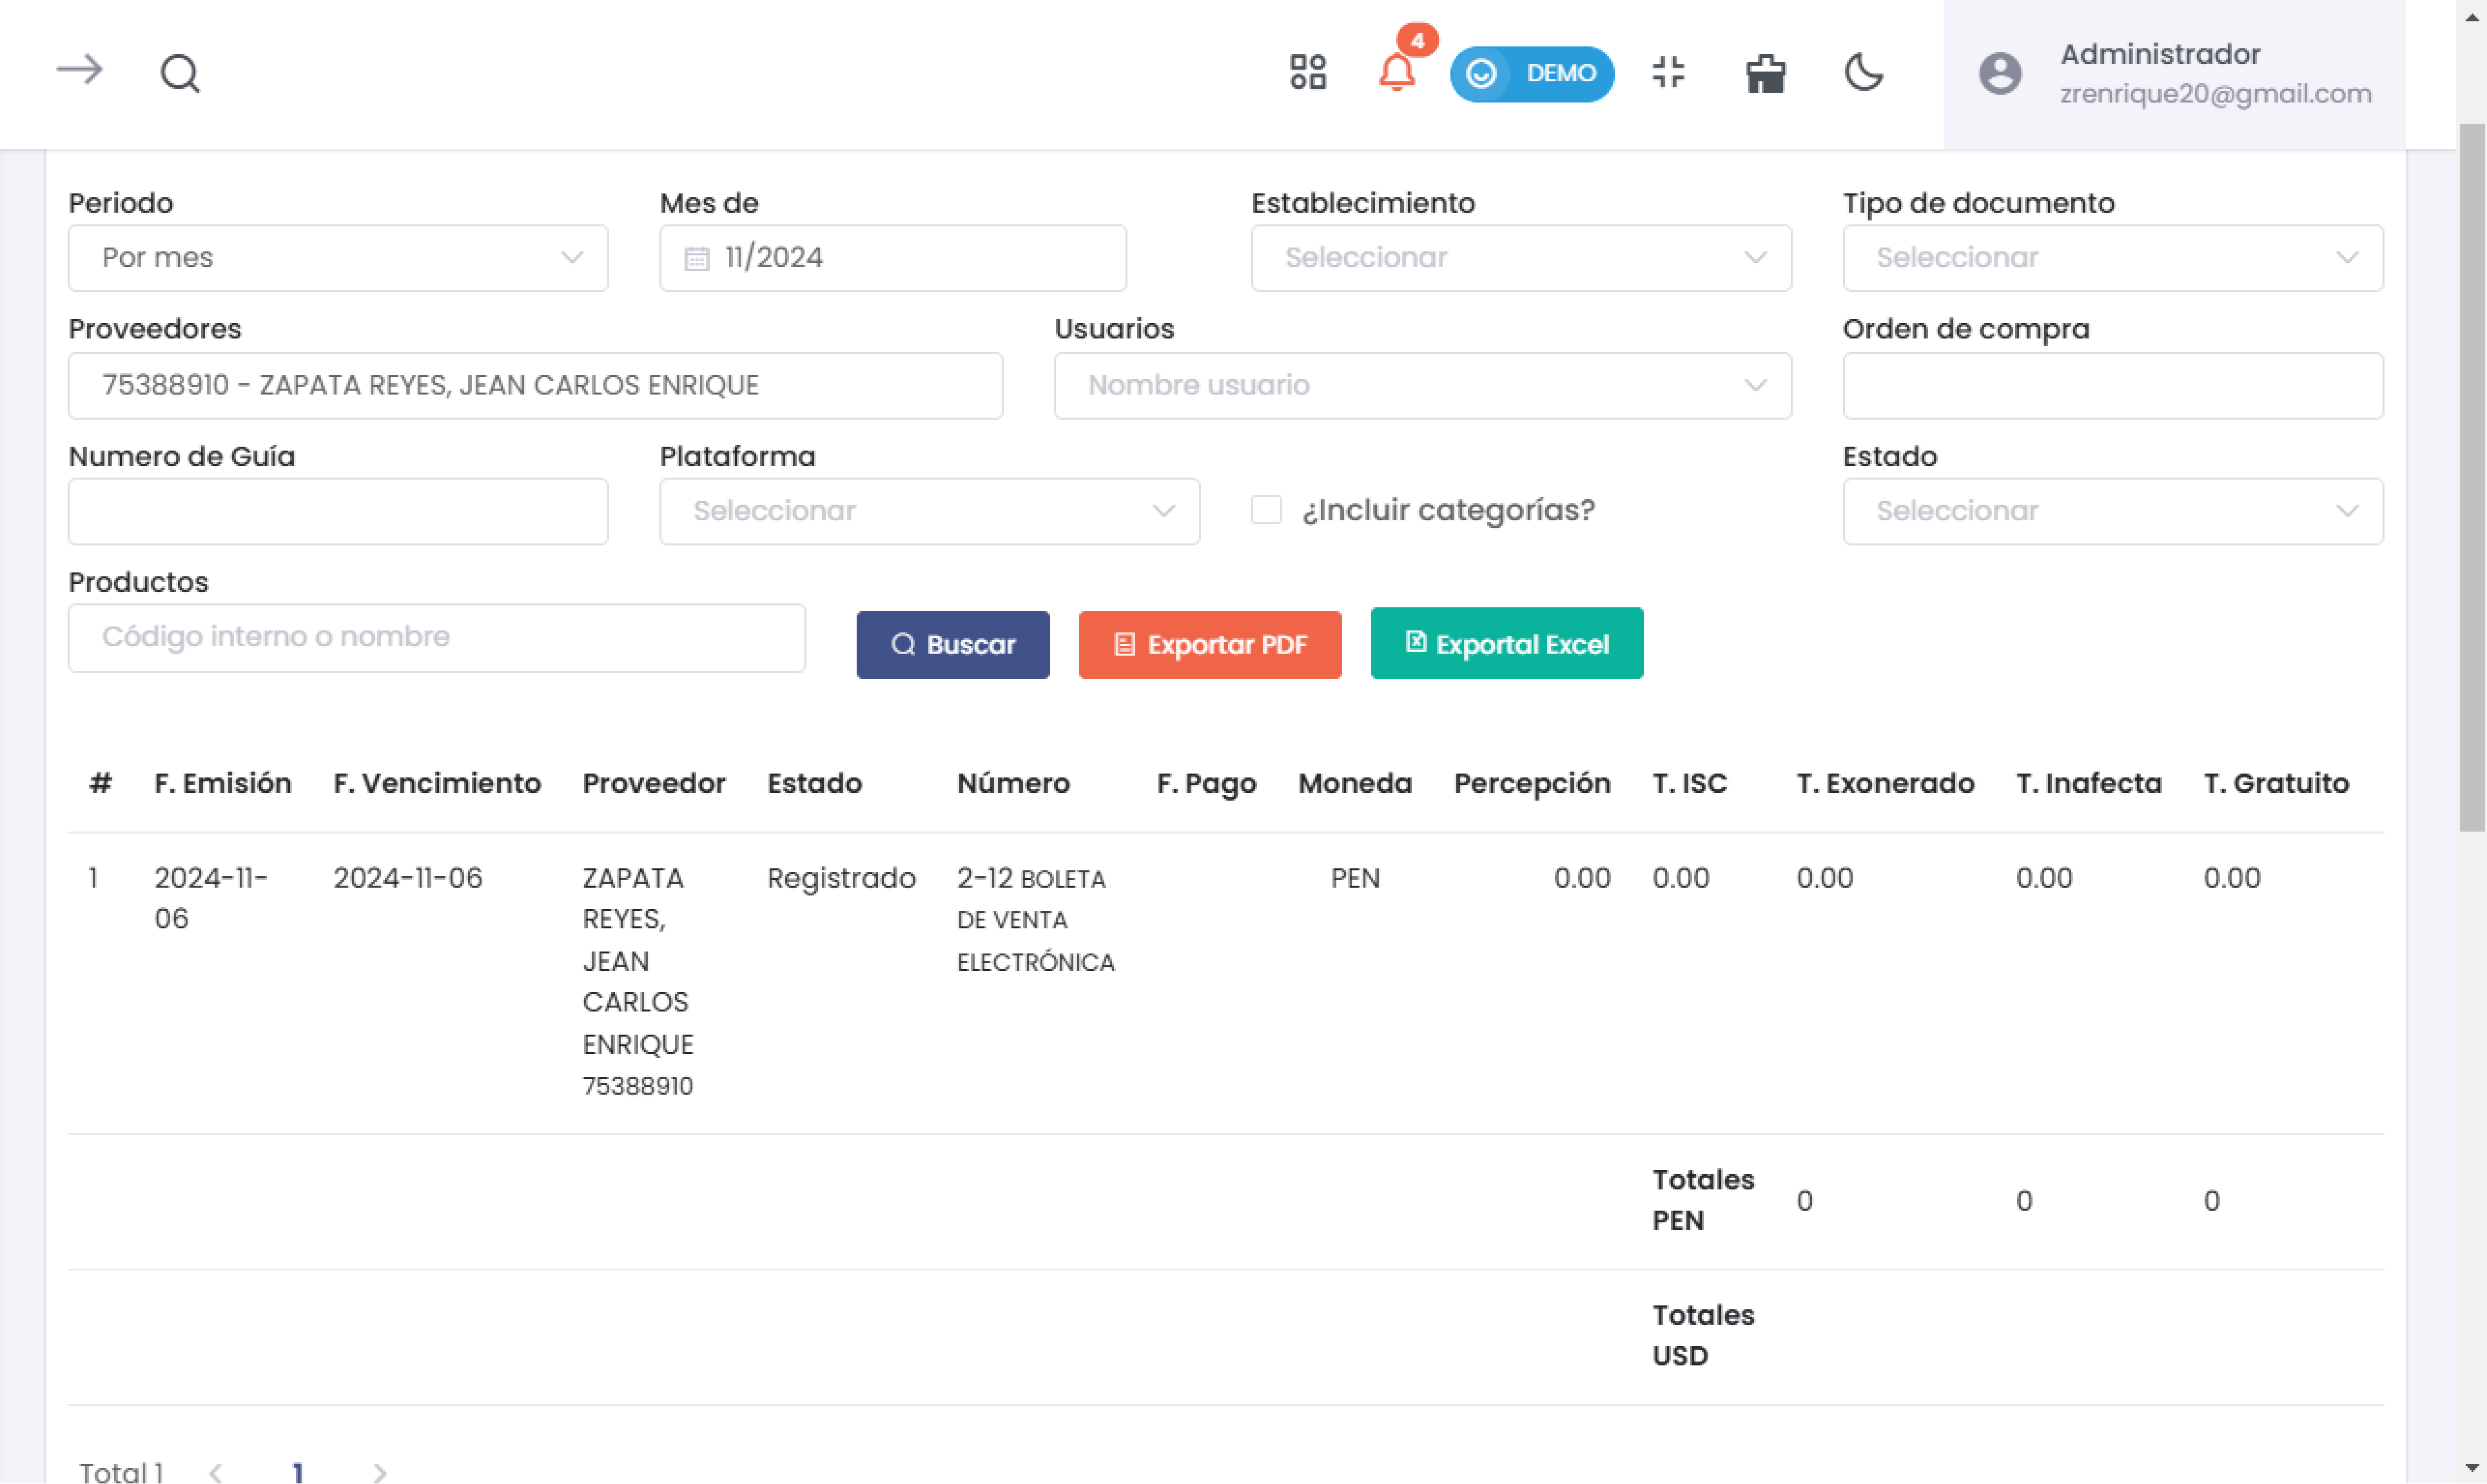 4
DEMO
Administrador
zrenrique20@gmail.com
Periodo
Mes de
Establecimiento
Tipo de documento
Por mes
11/2024
Seleccionar
Seleccionar
Proveedores
Usuarios
Orden de compra
75388910 - ZAPATA REYES, JEAN CARLOS ENRIQUE
Nombre usuario
Numero de Guía
Plataforma
Estado
Seleccionar
¿Incluir categorías?
Seleccionar
Productos
Código interno o nombre
Buscar
Exportar PDF
Exportal Excel
# F. Emisión F. Vencimiento Proveedor Estado Número F. Pago Moneda Percepción T. ISC T. Exonerado T. Inafecta T. Gratuito
1 2024-11- 2024-11-06 ZAPATA Registrado 2-12 BOLETA PEN 0.00 0.00 0.00 0.00 0.00
06 REYES, DE VENTA
JEAN ELECTRÓNICA
CARLOS
ENRIQUE
75388910
Totales
PEN 0 0 0
Totales
USD
Total 1 1